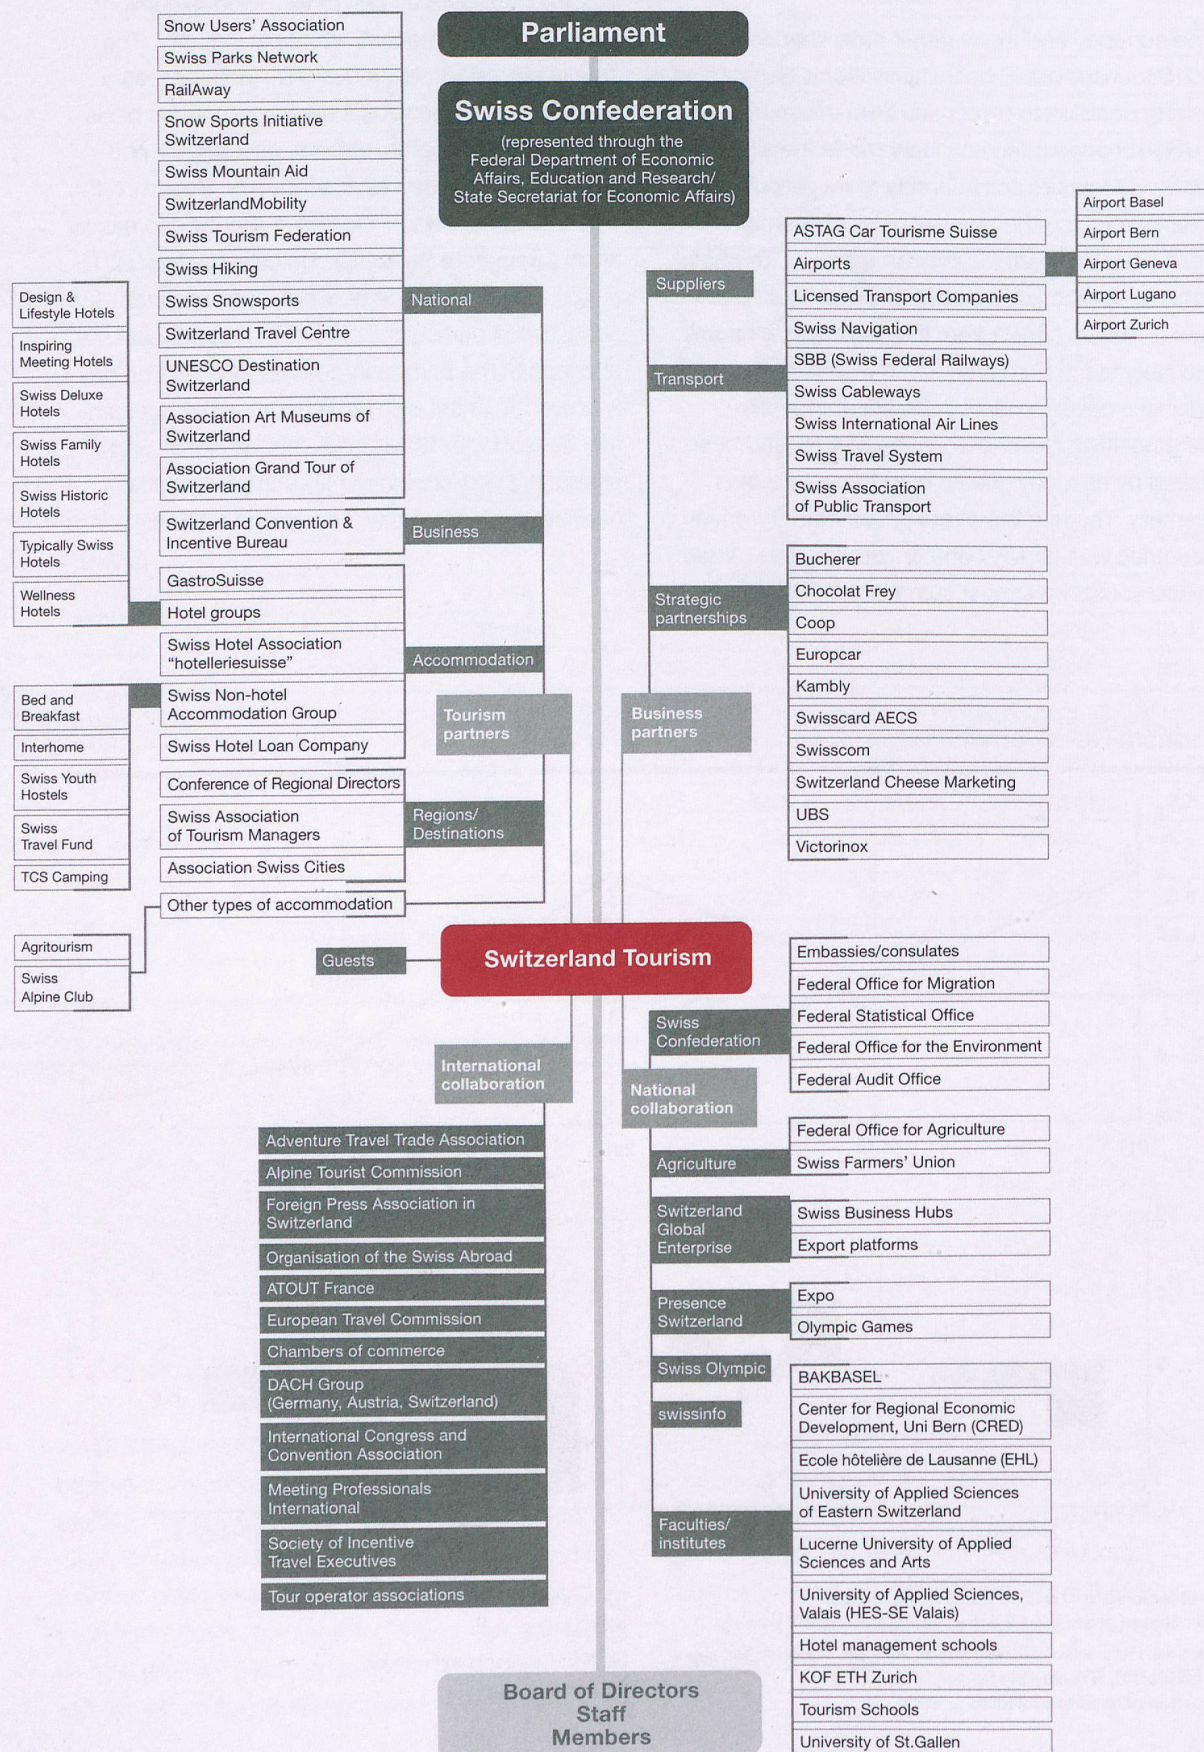 Parliament
Swiss Confederation
(represented through the
Federal Department of Economic
Affairs, Education and Research/
State Secretariat for Economic Affairs)
Snow Users' Association
Swiss Parks Network
RailAway
Snow Sports Initiative
Switzerland
Swiss Mountain Aid
SwitzerlandMobility
Swiss Tourism Federation
Swiss Hiking
Swiss Snowsports
Switzerland Travel Centre
UNESCO Destination
Switzerland
Association Art Museums of
Switzerland
Association Grand Tour of
Switzerland
National
Switzerland Convention &
Incentive Bureau
Business
Design &
Lifestyle Hotels
Inspiring
Meeting Hotels
Swiss Deluxe
Hotels
Swiss Family
Hotels
Swiss Historic
Hotels
Typically Swiss
Hotels
Wellness
Hotels
GastroSuisse
Hotel groups
Swiss Hotel Association
“hotelleriesuisse”
Swiss Non-hotel
Accommodation Group
Swiss Hotel Loan Company
Accommodation
Bed and
Breakfast
Interhome
Swiss Youth
Hostels
Swiss
Travel Fund
TCS Camping
Conference of Regional Directors
Swiss Association
of Tourism Managers
Association Swiss Cities
Regions/
Destinations
Other types of accommodation
Agritourism
Swiss
Alpine Club
Tourism
partners
Business
partners
Suppliers
Transport
ASTAG Car Tourisme Suisse
Airports
Licensed Transport Companies
Swiss Navigation
SBB (Swiss Federal Railways)
Swiss Cableways
Swiss International Air Lines
Swiss Travel System
Swiss Association
of Public Transport
Airport Basel
Airport Bern
Airport Geneva
Airport Lugano
Airport Zurich
Strategic
partnerships
Bucherer
Chocolat Frey
Coop
Europcar
Kambly
Swisscard AECS
Swisscom
Switzerland Cheese Marketing
UBS
Victorinox
Guests
Switzerland Tourism
International
collaboration
Adventure Travel Trade Association
Alpine Tourist Commission
Foreign Press Association in
Switzerland
Organisation of the Swiss Abroad
ATOUT France
European Travel Commission
Chambers of commerce
DACH Group
(Germany, Austria, Switzerland)
International Congress and
Convention Association
Meeting Professionals
International
Society of Incentive
Travel Executives
Tour operator associations
National
collaboration
Swiss
Confederation
Embassies/consulates
Federal Office for Migration
Federal Statistical Office
Federal Office for the Environment
Federal Audit Office
Agriculture
Federal Office for Agriculture
Swiss Farmers' Union
Switzerland
Global
Enterprise
Swiss Business Hubs
Export platforms
Presence
Switzerland
Expo
Olympic Games
Swiss Olympic
swissinfo
Faculties/
institutes
BAKBASEL
Center for Regional Economic
Development, Uni Bern (CRED)
Ecole hôtelière de Lausanne (EHL)
University of Applied Sciences
of Eastern Switzerland
Lucerne University of Applied
Sciences and Arts
University of Applied Sciences,
Valais (HES-SE Valais)
Hotel management schools
KOF ETH Zurich
Tourism Schools
University of St.Gallen
Board of Directors
Staff
Members